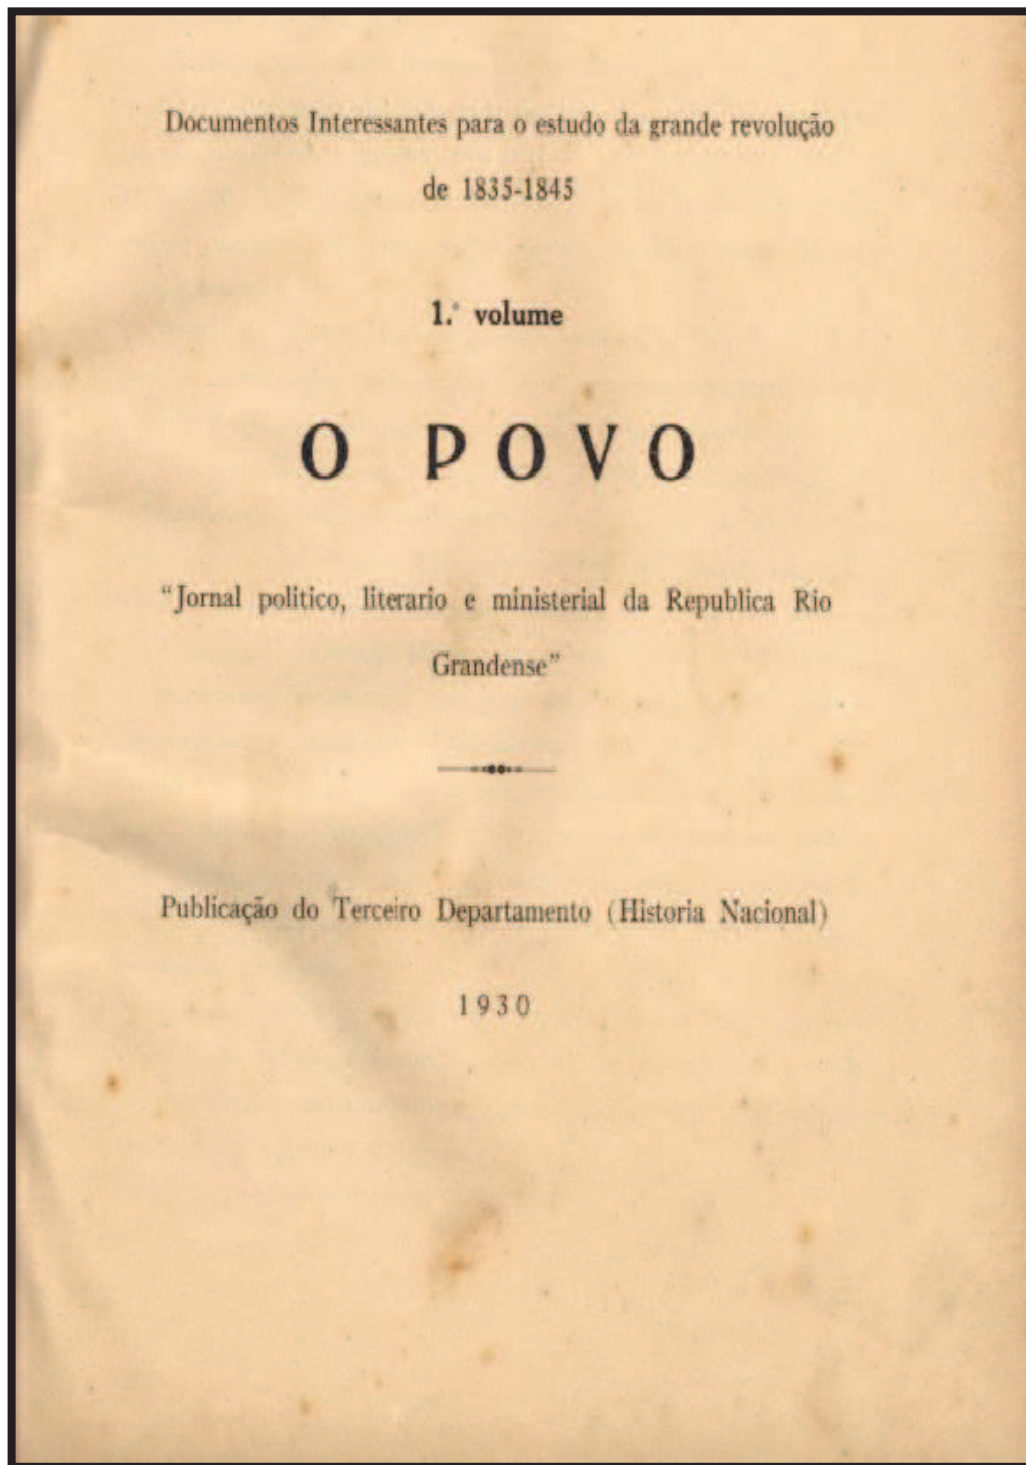 Documentos Interessantes para o estudo da grande revolução
de 1835-1845
1.º volume
O POVO
“Jornal politico, literario e ministerial da Republica Rio
Grandense”
Publicação do Terceiro Departamento (Historia Nacional)
1930